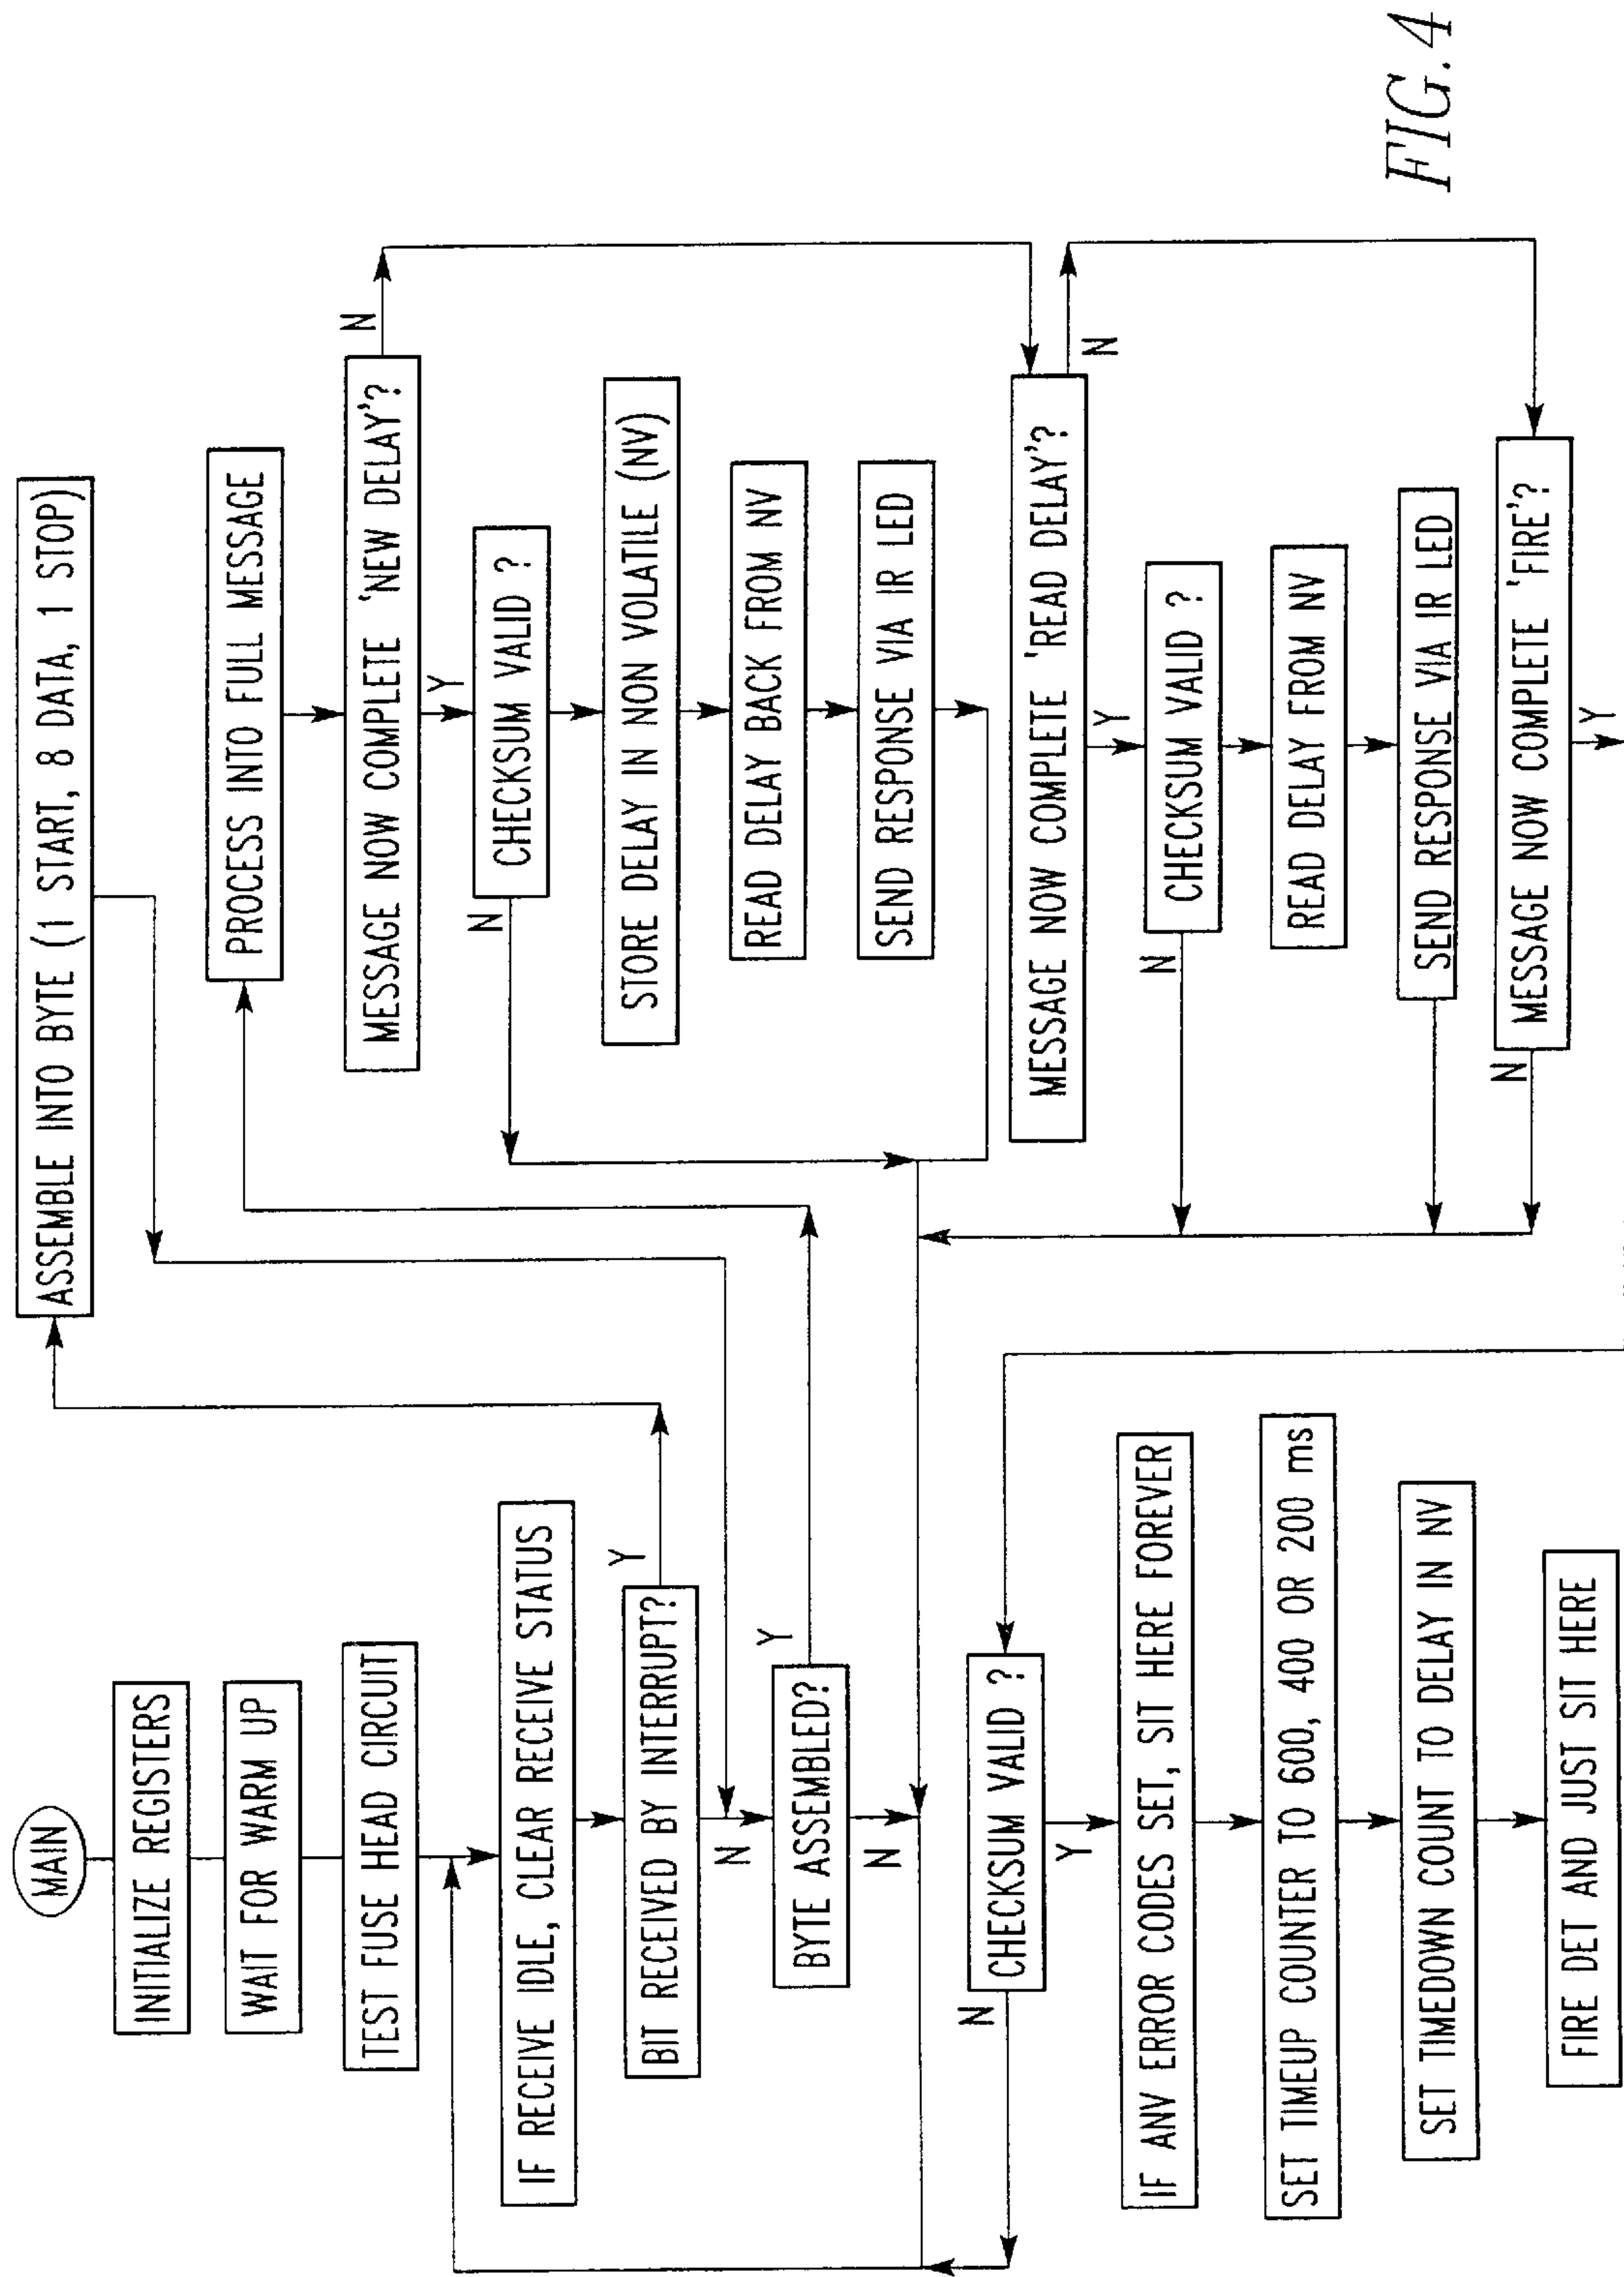 MAIN
INITIALIZE REGISTERS
WAIT FOR WARM UP
TEST FUSE HEAD CIRCUIT
IF RECEIVE IDLE, CLEAR RECEIVE STATUS
BIT RECEIVED BY INTERRUPT?
Y
N
BYTE ASSEMBLED?
Y
N
CHECKSUM VALID ?
N
Y
IF ANV ERROR CODES SET, SIT HERE FOREVER
SET TIMEUP COUNTER TO 600, 400 OR 200 ms
SET TIMEDOWN COUNT TO DELAY IN NV
FIRE DET AND JUST SIT HERE
ASSEMBLE INTO BYTE (1 START, 8 DATA, 1 STOP)
PROCESS INTO FULL MESSAGE
MESSAGE NOW COMPLETE 'NEW DELAY'?
N
Y
CHECKSUM VALID ?
N
STORE DELAY IN NON VOLATILE (NV)
READ DELAY BACK FROM NV
SEND RESPONSE VIA IR LED
MESSAGE NOW COMPLETE 'READ DELAY'?
N
Y
CHECKSUM VALID ?
N
READ DELAY FROM NV
SEND RESPONSE VIA IR LED
MESSAGE NOW COMPLETE 'FIRE'?
N
Y
FIG. 4